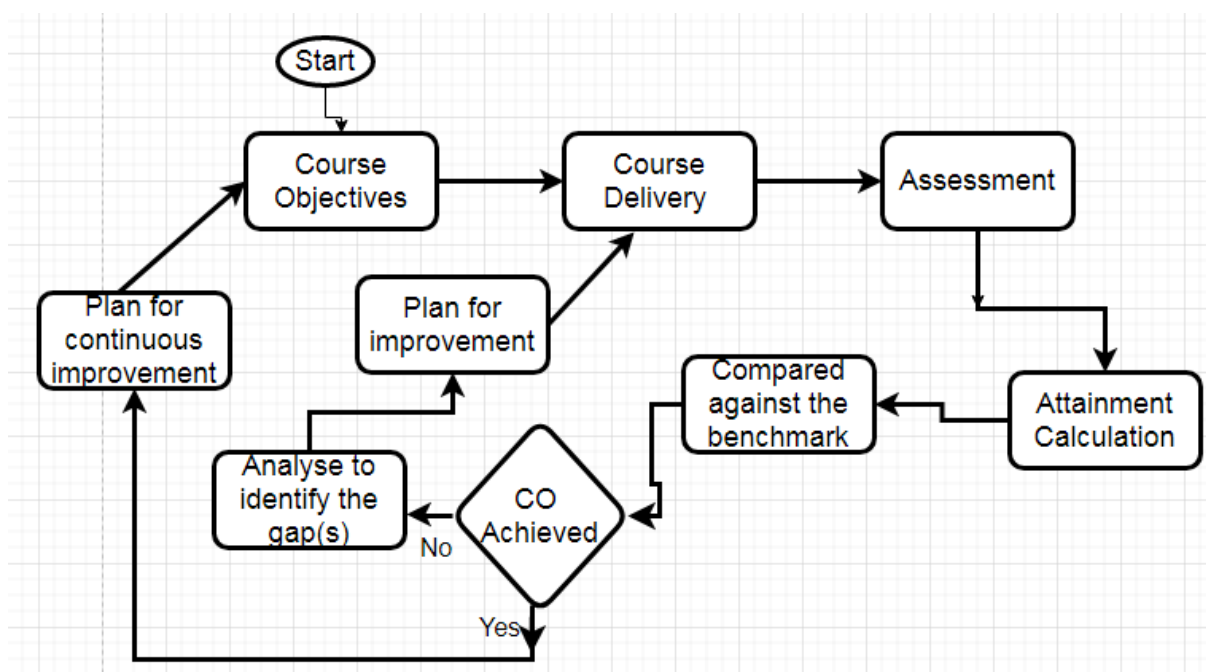 Start
Course
Objectives
Course
Delivery
Assessment
Plan for
continuous
improvement
Plan for
improvement
Compared
against the
benchmark
Attainment
Calculation
Analyse to
identify the
gap(s)
CO
Achieved
No
Yes